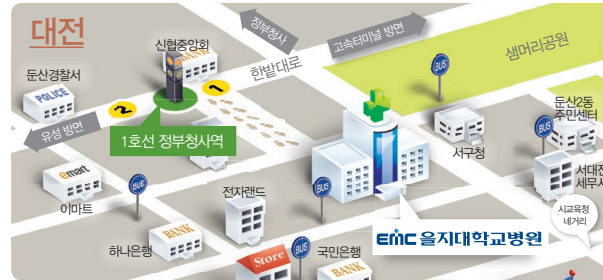 대전
정부청사
고속터미널 방면
신협중앙회
BANK
한밭대로
샘머리공원
둔산경찰서
POLICE
BUS
1
2
유성 방면
1호선 정부청사역
둔산2동
주민센터
BUS
서구청
emart
이마트
BUS
전자랜드
BUS
서대전
세무서
EMC 을지대학교병원
시교육청
네거리
하나은행
BANK
Store
BUS
국민은행
BANK